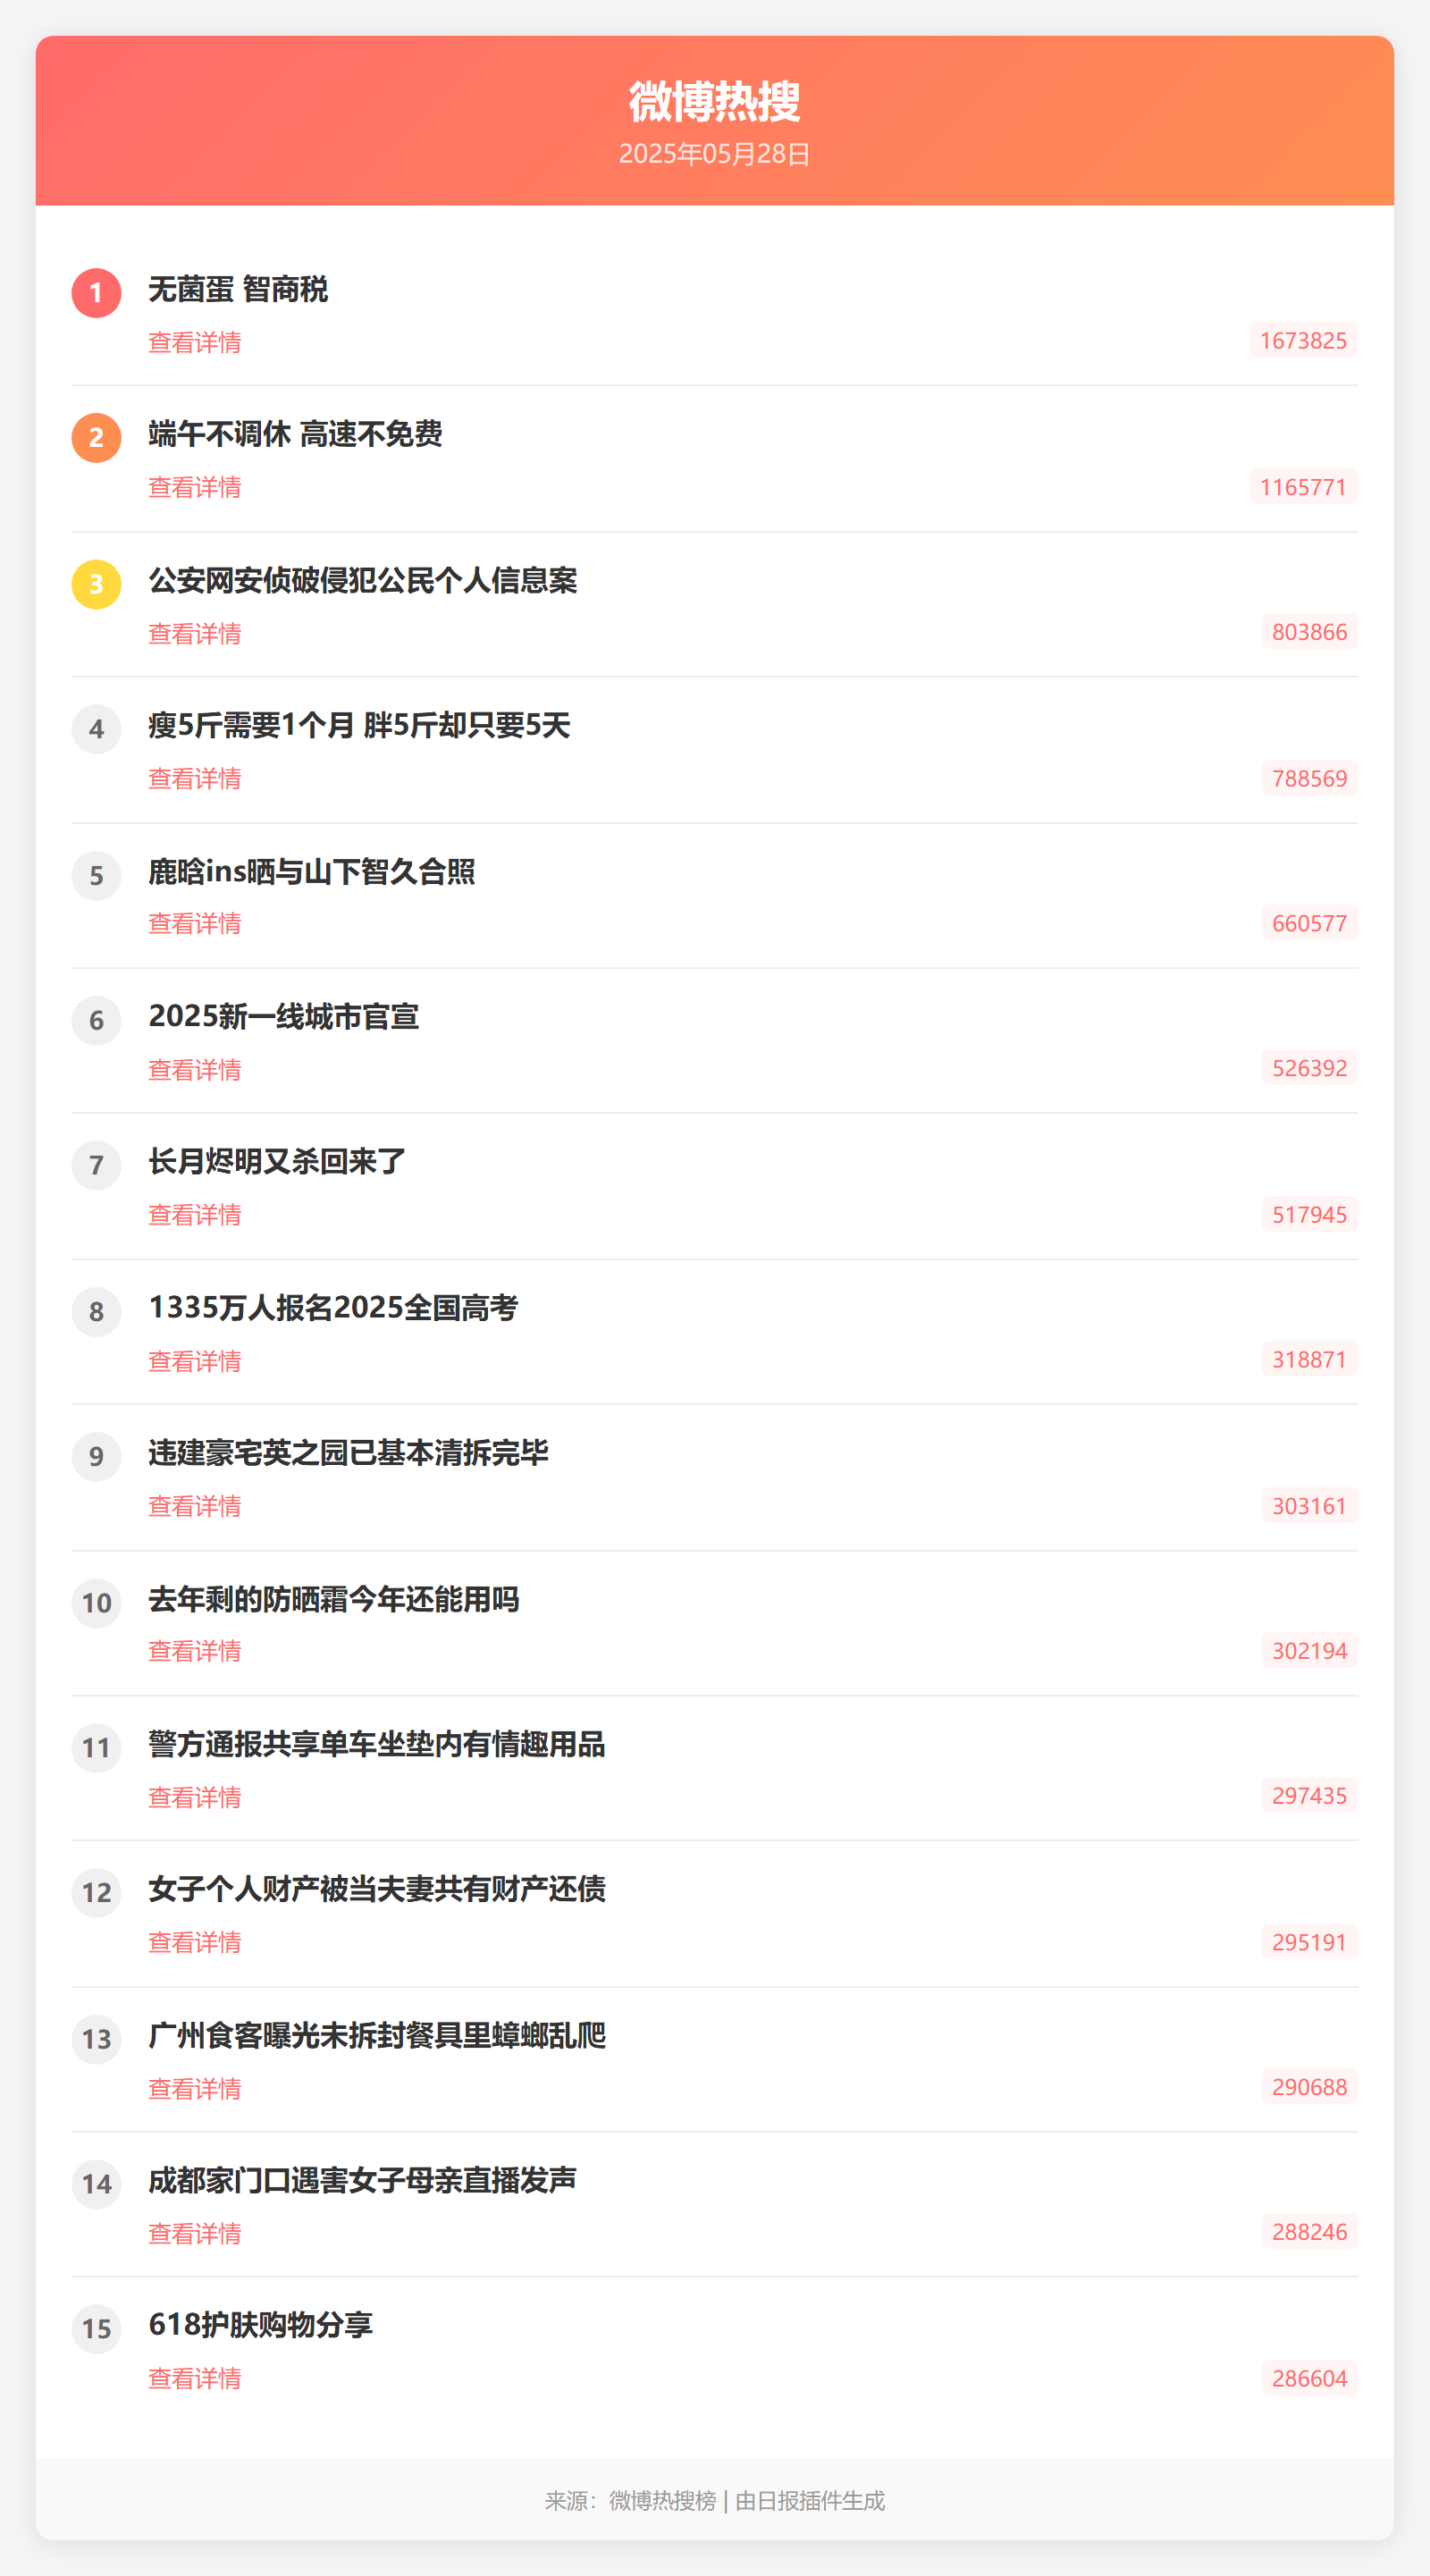 微博热搜
2025年05月28日
1
无菌蛋 智商税
查看详情
1673825
2
端午不调休 高速不免费
查看详情
1165771
3
公安网安侦破侵犯公民个人信息案
查看详情
803866
4
瘦5斤需要1个月 胖5斤却只要5天
查看详情
788569
5
鹿晗ins晒与山下智久合照
查看详情
660577
6
2025新一线城市官宣
查看详情
526392
7
长月烬明又杀回来了
查看详情
517945
8
1335万人报名2025全国高考
查看详情
318871
9
违建豪宅英之园已基本清拆完毕
查看详情
303161
10
去年剩的防晒霜今年还能用吗
查看详情
302194
11
警方通报共享单车坐垫内有情趣用品
查看详情
297435
12
女子个人财产被当夫妻共有财产还债
查看详情
295191
13
广州食客曝光未拆封餐具里蟑螂乱爬
查看详情
290688
14
成都家门口遇害女子母亲直播发声
查看详情
288246
15
618护肤购物分享
查看详情
286604
来源：微博热搜榜 | 由日报插件生成